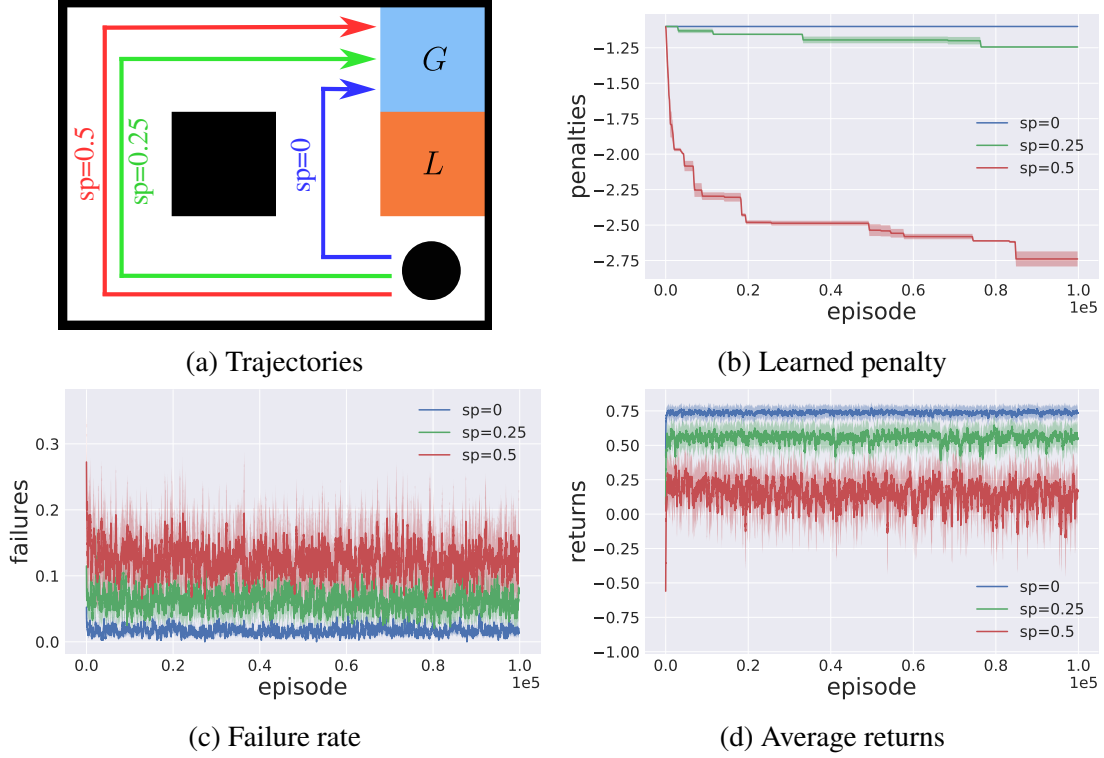 G
L
sp=0.5
sp=0.25
sp=0
(a) Trajectories
penalties
−1.25
−1.50
−1.75
−2.00
−2.25
−2.50
−2.75
sp=0
sp=0.25
sp=0.5
0.0 0.2 0.4 0.6 0.8 1.0
1e5
episode
(b) Learned penalty
failures
0.3
0.2
0.1
0.0
sp=0
sp=0.25
sp=0.5
0.0 0.2 0.4 0.6 0.8 1.0
1e5
episode
(c) Failure rate
returns
0.75
0.50
0.25
0.00
−0.25
−0.50
−0.75
−1.00
sp=0
sp=0.25
sp=0.5
0.0 0.2 0.4 0.6 0.8 1.0
1e5
episode
(d) Average returns